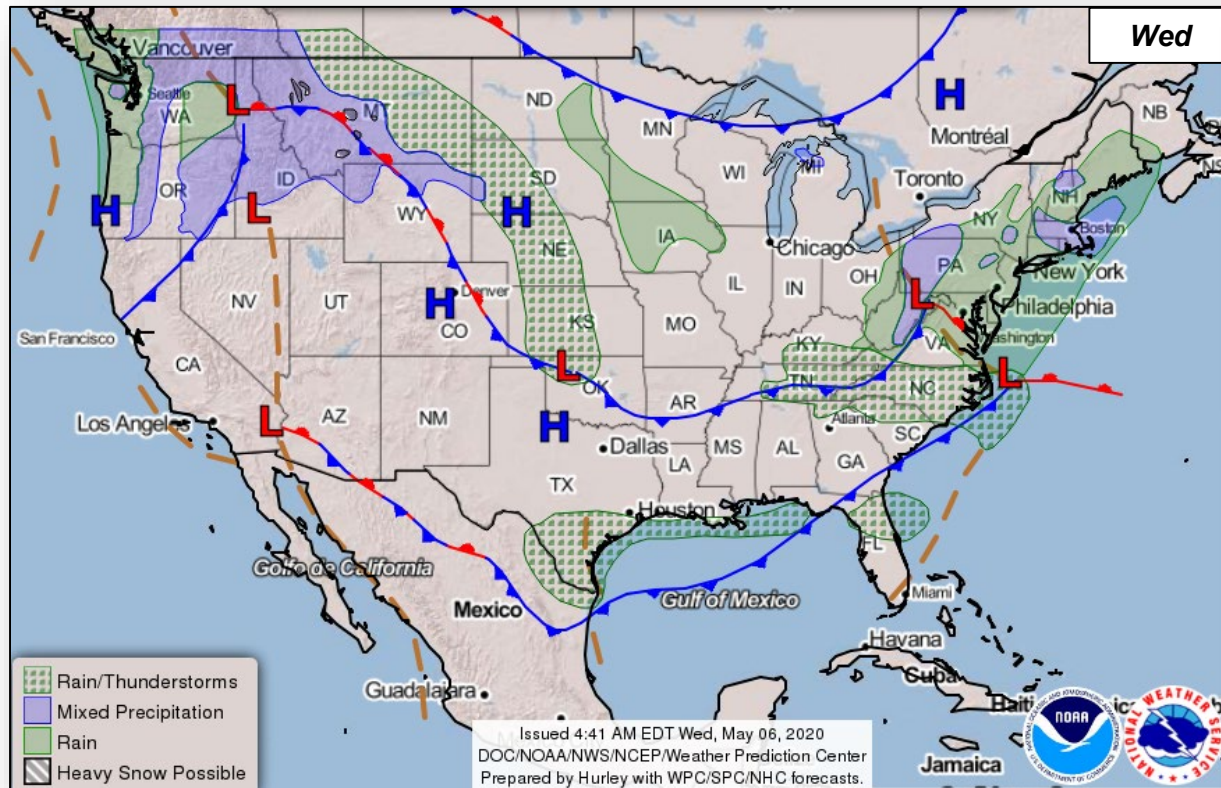 Wed
Vancouver
Seattle
WA
MT
ND
MN
Montréal
NB
OR
ID
SD
WI
MI
Toronto
NH
NY
Boston
WY
NE
IA
Chicago
New York
PA
OH
NV
UT
Denver
CO
IL
IN
Philadelphia
San Francisco
KS
MO
KY
VA
Washington
CA
OK
TN
NC
Los Angeles
AZ
NM
AR
Atlanta
SC
Dallas
MS
AL
GA
LA
TX
Houston
FL
Golfo de California
Mexico
Gulf of Mexico
Miami
Havana
Cuba
Guadalajara
Jamaica
H
H
H
H
H
L
L
L
L
L
L
Rain/Thunderstorms
Mixed Precipitation
Rain
Heavy Snow Possible
Issued 4:41 AM EDT Wed, May 06, 2020
DOC/NOAA/NWS/NCEP/Weather Prediction Center
Prepared by Hurley with WPC/SPC/NHC forecasts.
NOAA
NATIONAL WEATHER SERVICE